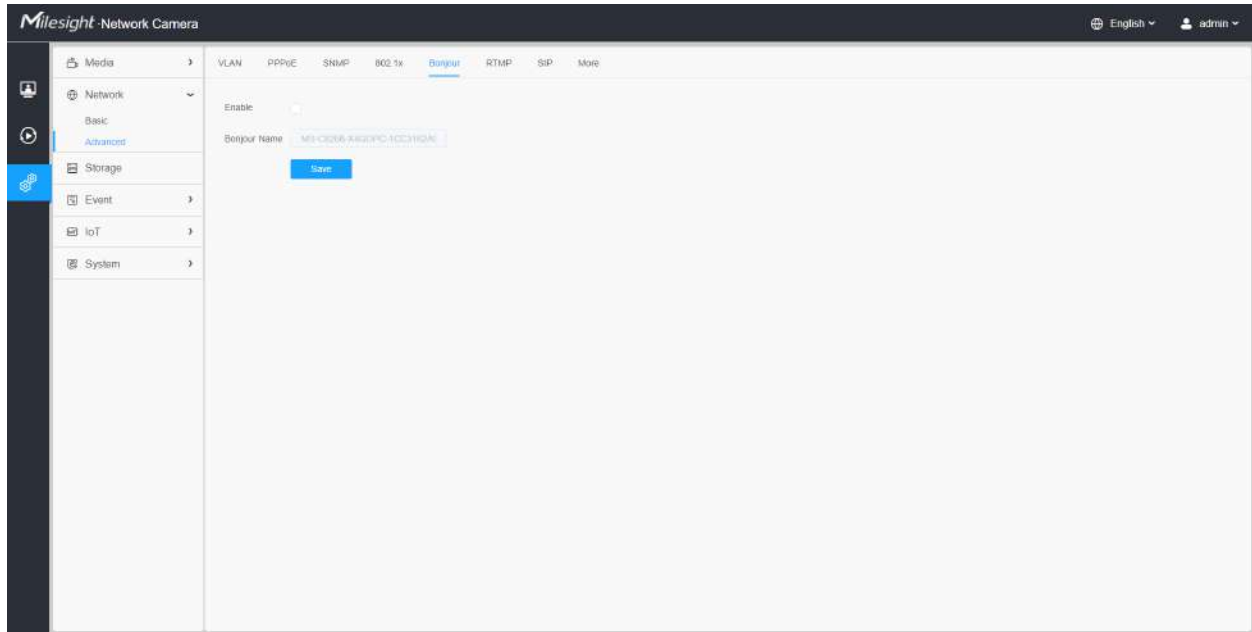 Milesight · Network Camera
English
admin
Media
VLAN PPPoE SNMP 802.1x Bonjour RTMP SIP More
Network
Basic
Advanced
Storage
Event
IoT
System
Enable
Bonjour Name
Save